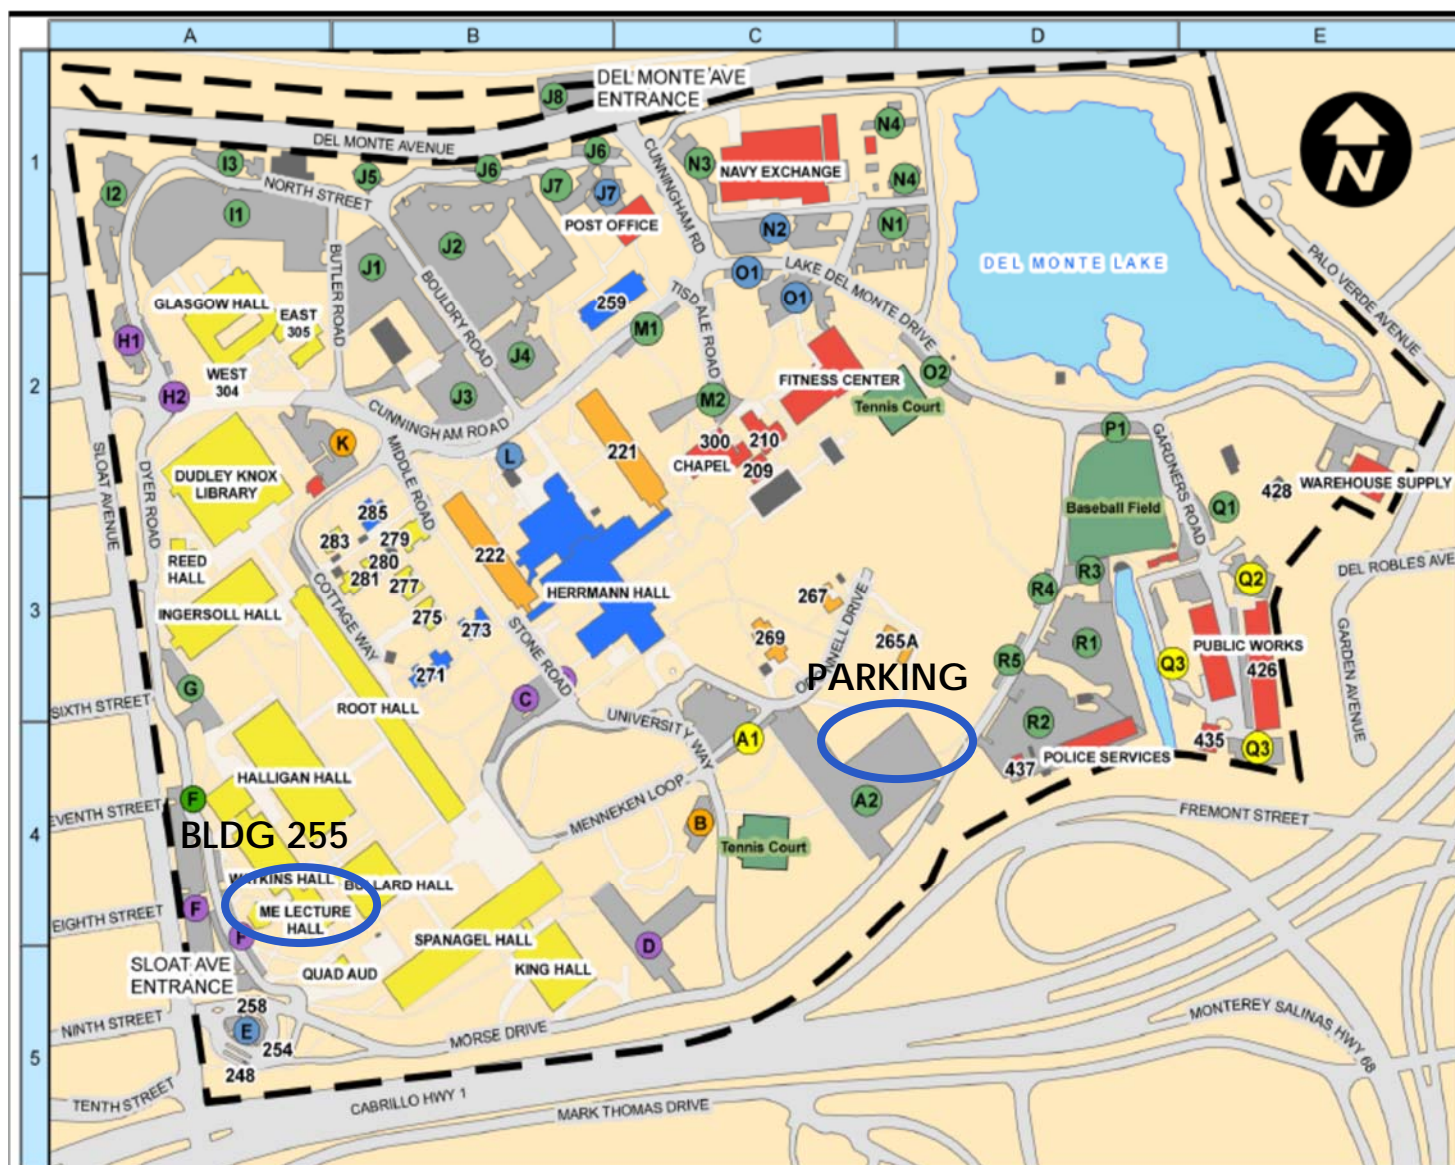 A
B
C
D
E
1
2
3
4
5
DEL MONTE AVE
ENTRANCE
J8
DEL MONTE AVENUE
I3
I2
I1
NORTH STREET
J5
J6
J6
J7
J7
POST OFFICE
CUNNINGHAM RD
N3
NAVY EXCHANGE
N4
N4
N2
N1
N
DEL MONTE LAKE
PALO VERDE AVENUE
J1
J2
BUTLER ROAD
BOULDRY ROAD
O1
O1
LAKE DEL MONTE DRIVE
259
TISDALE ROAD
M1
GLASGOW HALL
EAST
305
H1
WEST
304
H2
J4
J3
M2
FITNESS CENTER
O2
Tennis Court
CUNNINGHAM ROAD
K
MIDDLE ROAD
L
221
300
210
CHAPEL
209
P1
GARDNERS ROAD
WAREHOUSE SUPPLY
428
Q1
Baseball Field
SLOAT AVENUE
DYER ROAD
DUDLEY KNOX
LIBRARY
285
283
279
280
281
277
275
273
271
222
HERRMANN HALL
REED
HALL
INGERSOLL HALL
COTTAGE WAY
STONE ROAD
R3
R4
Q2
DEL ROBLES AVE
267
269
265A
R1
R5
PUBLIC WORKS
426
Q3
GARDEN AVENUE
PARKING
G
SIXTH STREET
ROOT HALL
C
UNIVERSITY WAY
A1
R2
435
Q3
437
POLICE SERVICES
HALLIGAN HALL
F
EVENTH STREET
MENNEKEN LOOP
B
A2
Tennis Court
FREMONT STREET
BLDG 255
WATKINS HALL
BULLARD HALL
F
EIGHTH STREET
ME LECTURE
HALL
F
SPANAGEL HALL
D
SLOAT AVE
ENTRANCE
QUAD AUD
KING HALL
258
E
254
248
NINTH STREET
MORSE DRIVE
MONTEREY SALINAS HWY 68
TENTH STREET
CABRILLO HWY 1
MARK THOMAS DRIVE